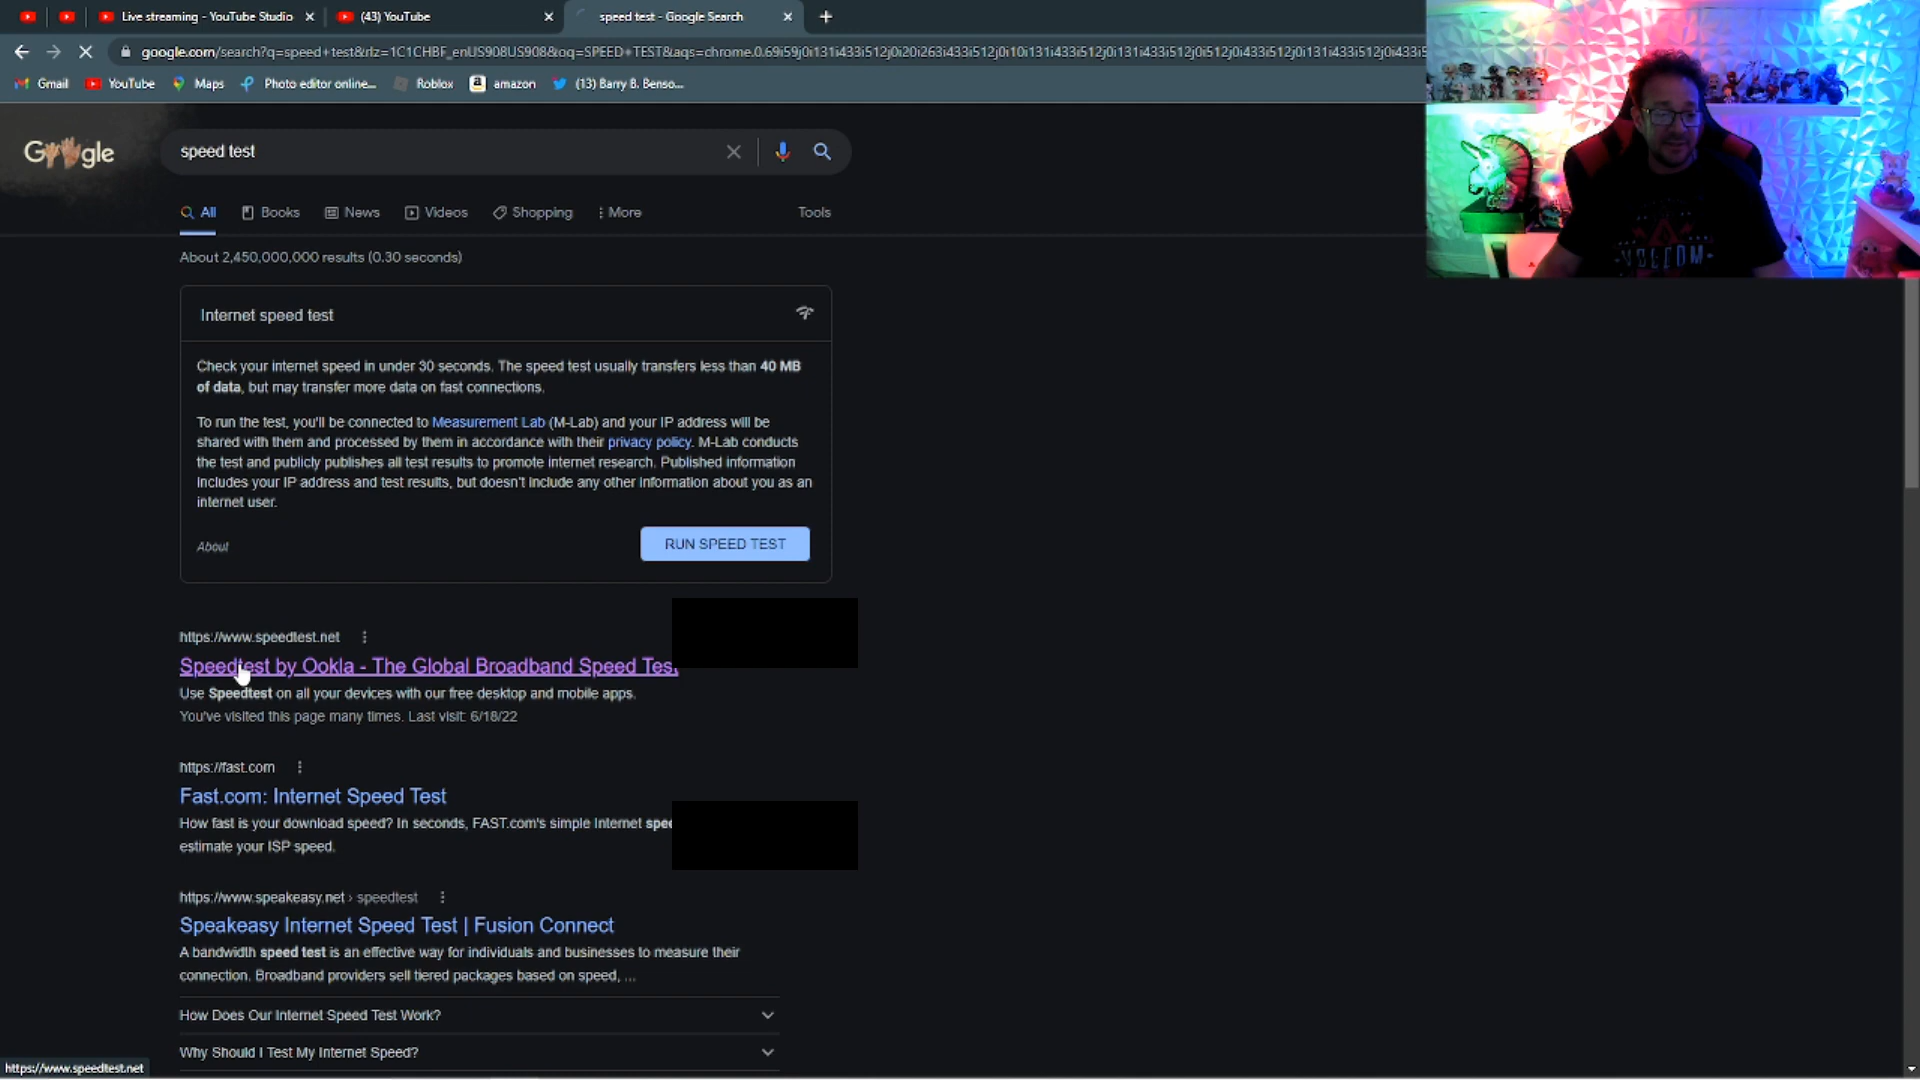 Live streaming - YouTube Studio
(43) YouTube
speed test - Google Search
google.com/search?q=speed+test&rlz=1C1CHBF_enUS908US908&oq=SPEED+TEST&aqs=chrome.0.69i59j0i131i433i512j0i20i263i433i512j0i10i131i433i512j0i131i433i512j0i512j0i433i512j0i131i433i512j0i433i5
Gmail YouTube Maps Photo editor online... Roblox amazon (13) Barry B. Benso...
Google
speed test
All Books News Videos Shopping More Tools
About 2,450,000,000 results (0.30 seconds)
Internet speed test
Check your internet speed in under 30 seconds. The speed test usually transfers less than 40 MB
of data, but may transfer more data on fast connections.
To run the test, you'll be connected to Measurement Lab (M-Lab) and your IP address will be
shared with them and processed by them in accordance with their privacy policy. M-Lab conducts
the test and publicly publishes all test results to promote internet research. Published information
includes your IP address and test results, but doesn't include any other information about you as an
internet user.
About
RUN SPEED TEST
https://www.speedtest.net
Speedtest by Ookla - The Global Broadband Speed Test
Use Speedtest on all your devices with our free desktop and mobile apps.
You've visited this page many times. Last visit: 6/18/22
https://fast.com
Fast.com: Internet Speed Test
How fast is your download speed? In seconds, FAST.com's simple Internet spee
estimate your ISP speed.
https://www.speakeasy.net › speedtest
Speakeasy Internet Speed Test | Fusion Connect
A bandwidth speed test is an effective way for individuals and businesses to measure their
connection. Broadband providers sell tiered packages based on speed, ...
How Does Our Internet Speed Test Work?
Why Should I Test My Internet Speed?
https://www.speedtest.net
VOLCOM